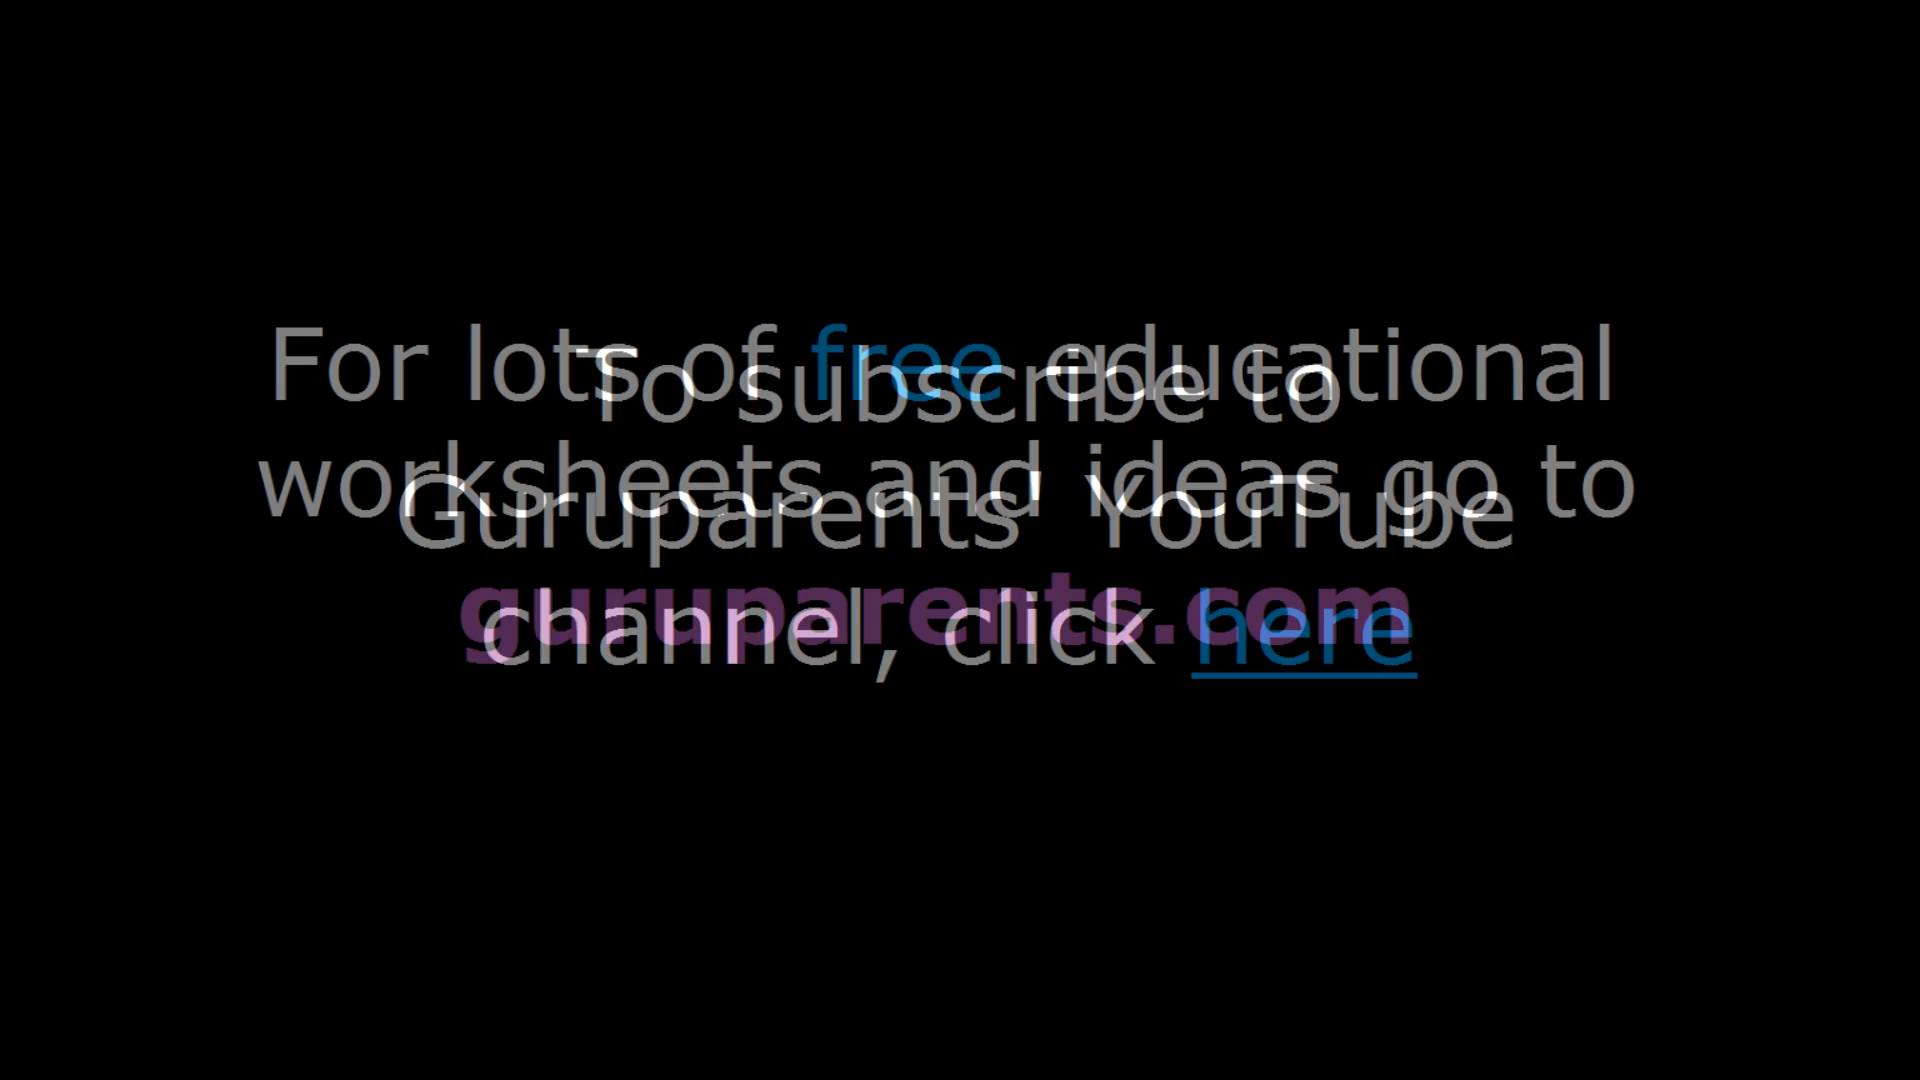 For lots of free educational
worksheets and ideas go to
guruparents.com
To subscribe to
Guruparents' YouTube
channel, click here